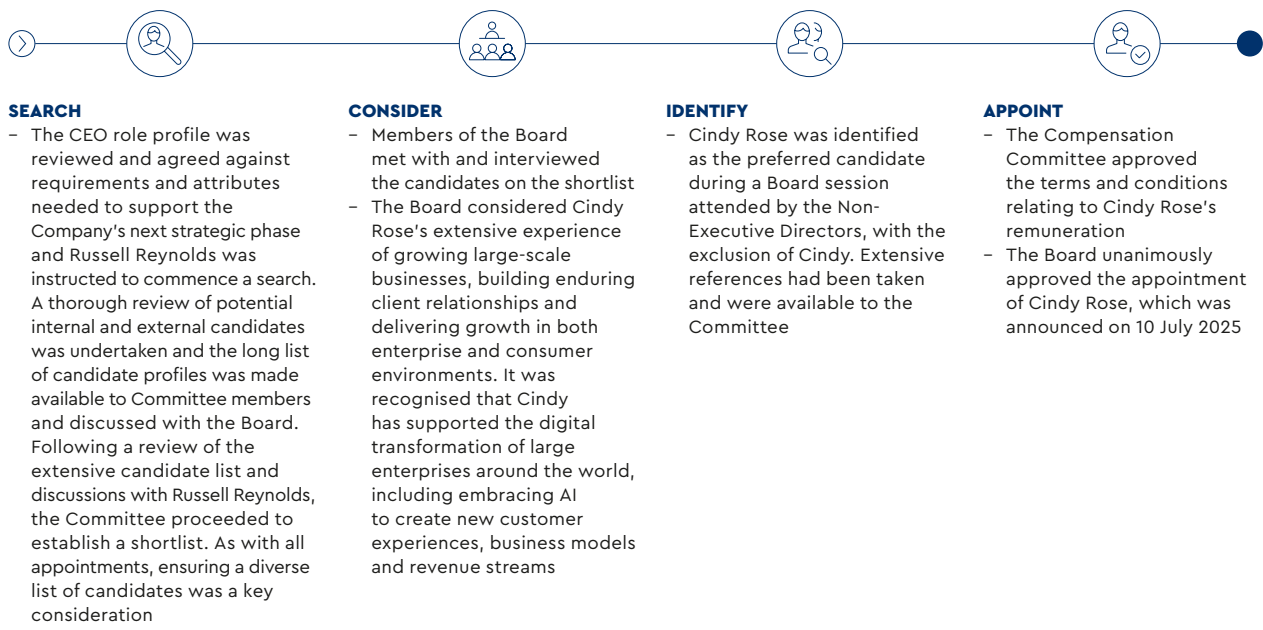 SEARCH
– The CEO role profile was
reviewed and agreed against
requirements and attributes
needed to support the
Company's next strategic phase
and Russell Reynolds was
instructed to commence a search.
A thorough review of potential
internal and external candidates
was undertaken and the long list
of candidate profiles was made
available to Committee members
and discussed with the Board.
Following a review of the
extensive candidate list and
discussions with Russell Reynolds,
the Committee proceeded to
establish a shortlist. As with all
appointments, ensuring a diverse
list of candidates was a key
consideration
CONSIDER
– Members of the Board
met with and interviewed
the candidates on the shortlist
– The Board considered Cindy
Rose's extensive experience
of growing large-scale
businesses, building enduring
client relationships and
delivering growth in both
enterprise and consumer
environments. It was
recognised that Cindy
has supported the digital
transformation of large
enterprises around the world,
including embracing AI
to create new customer
experiences, business models
and revenue streams
IDENTIFY
– Cindy Rose was identified
as the preferred candidate
during a Board session
attended by the Non-
Executive Directors, with the
exclusion of Cindy. Extensive
references had been taken
and were available to the
Committee
APPOINT
– The Compensation
Committee approved
the terms and conditions
relating to Cindy Rose's
remuneration
– The Board unanimously
approved the appointment
of Cindy Rose, which was
announced on 10 July 2025